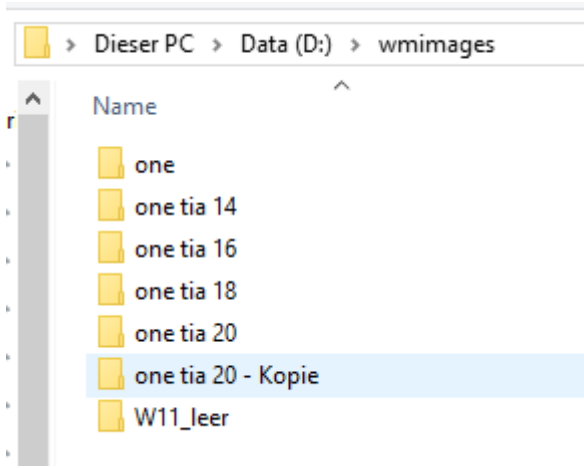 Dieser PC > Data (D:) > wmimages
Name
one
one tia 14
one tia 16
one tia 18
one tia 20
one tia 20 - Kopie
W11_leer